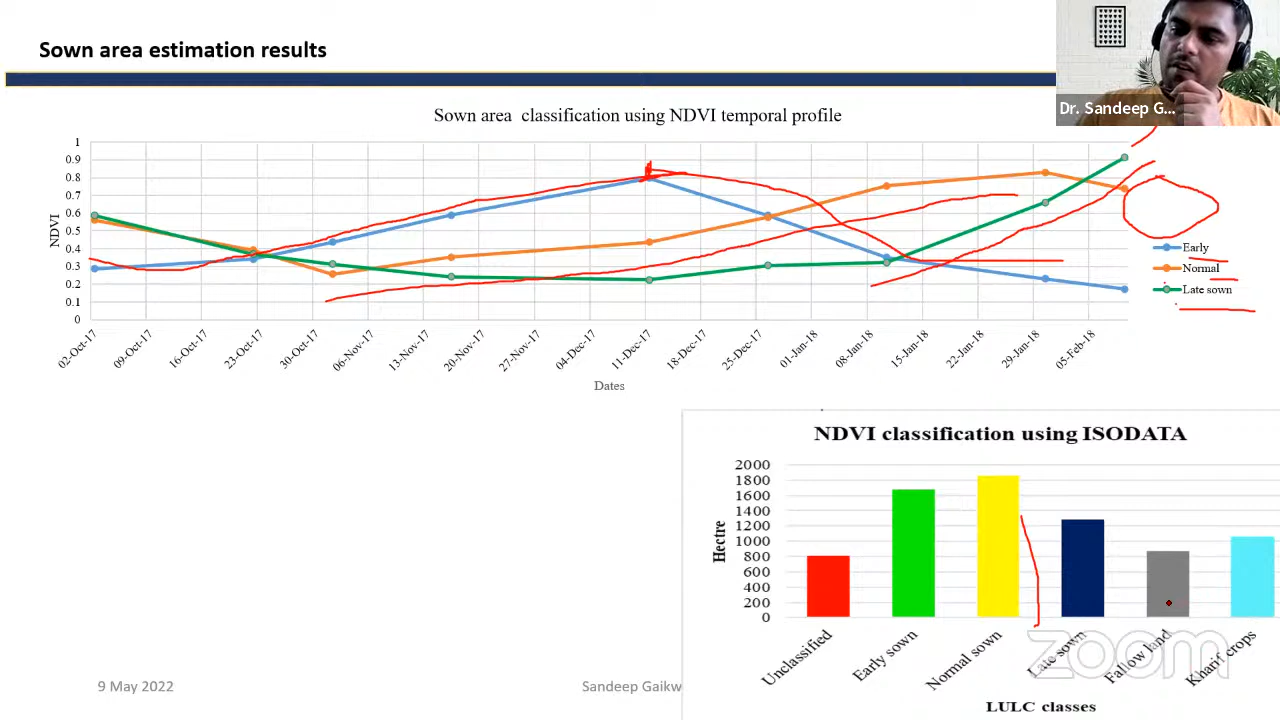 Sown area estimation results
Dr. Sandeep G...
Sown area classification using NDVI temporal profile
1
0.9
0.8
0.7
0.6
0.5
0.4
0.3
0.2
0.1
0
NDVI
02-Oct-17
09-Oct-17
16-Oct-17
23-Oct-17
30-Oct-17
06-Nov-17
13-Nov-17
20-Nov-17
27-Nov-17
04-Dec-17
11-Dec-17
18-Dec-17
25-Dec-17
01-Jan-18
08-Jan-18
15-Jan-18
22-Jan-18
29-Jan-18
05-Feb-18
Dates
Early
Normal
Late sown
NDVI classification using ISODATA
2000
1800
1600
1400
1200
1000
800
600
400
200
0
Hectre
Unclassified
Early sown
Normal sown
Late sown
Fallow land
Kharif crops
LULC classes
zoom
9 May 2022
Sandeep Gaikw